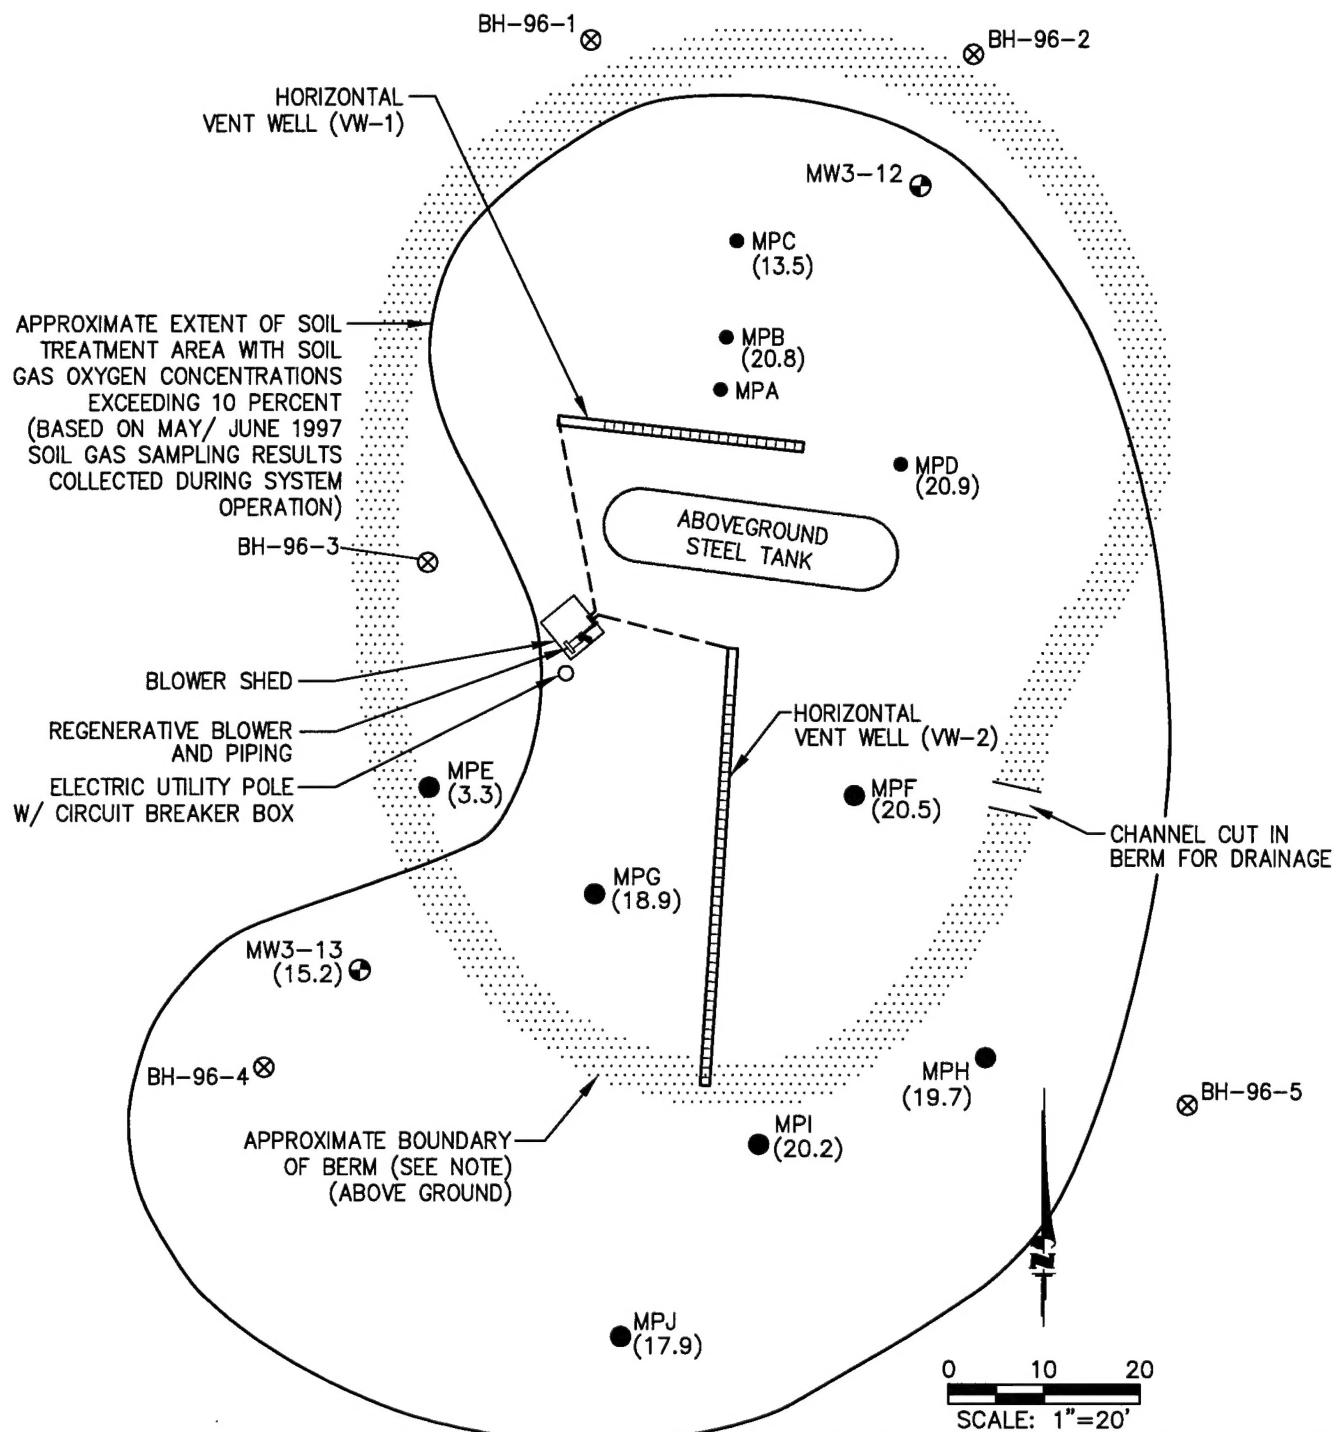 BH-96-1
BH-96-2
HORIZONTAL
VENT WELL (VW-1)
MW3-12
MPC
(13.5)
APPROXIMATE EXTENT OF SOIL
TREATMENT AREA WITH SOIL
GAS OXYGEN CONCENTRATIONS
EXCEEDING 10 PERCENT
(BASED ON MAY/ JUNE 1997
SOIL GAS SAMPLING RESULTS
COLLECTED DURING SYSTEM
OPERATION)
MPB
(20.8)
MPA
MPD
(20.9)
ABOVEGROUND
STEEL TANK
BH-96-3
BLOWER SHED
REGENERATIVE BLOWER
AND PIPING
ELECTRIC UTILITY POLE
W/ CIRCUIT BREAKER BOX
HORIZONTAL
VENT WELL (VW-2)
MPE
(3.3)
MPF
(20.5)
CHANNEL CUT IN
BERM FOR DRAINAGE
MPG
(18.9)
MW3-13
(15.2)
BH-96-4
MPH
(19.7)
BH-96-5
APPROXIMATE BOUNDARY
OF BERM (SEE NOTE)
(ABOVE GROUND)
MPI
(20.2)
N
MPJ
(17.9)
0 10 20
SCALE: 1"=20'